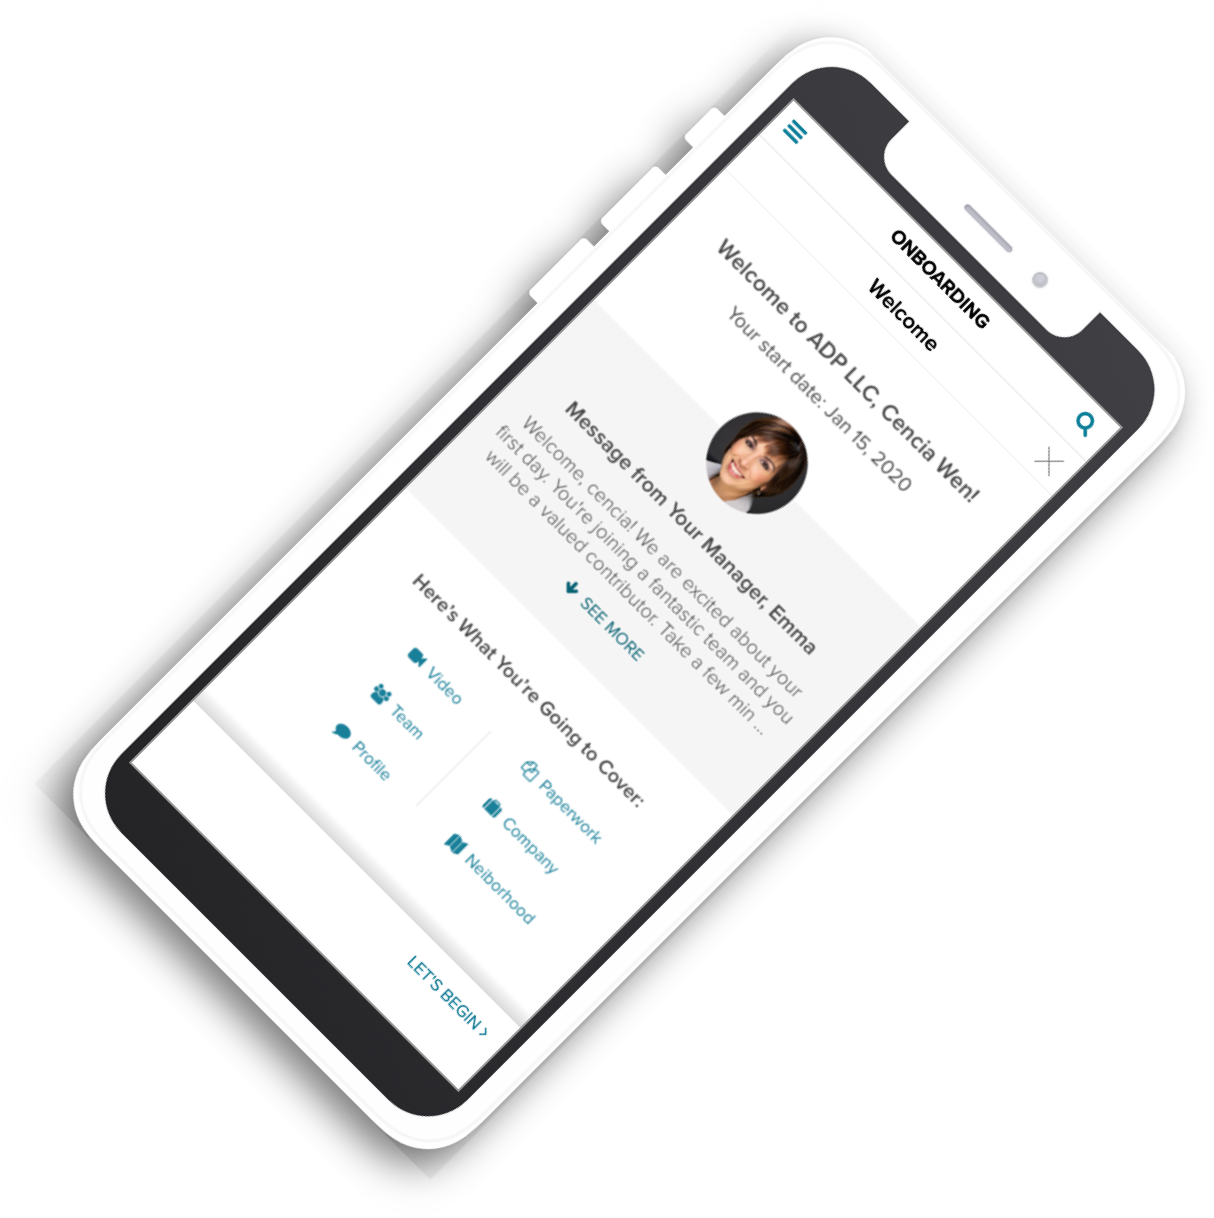 ONBOARDING
Welcome
Welcome to ADP LLC, Cencia Wen!
Your start date: Jan 15, 2020
Message from Your Manager, Emma
Welcome, cencia! We are excited about your
first day. You're joining a fantastic team and you
will be a valued contributor. Take a few min ...
SEE MORE
Here's What You're Going to Cover:
Video
Team
Profile
Paperwork
Company
Neiborhood
LET'S BEGIN ›